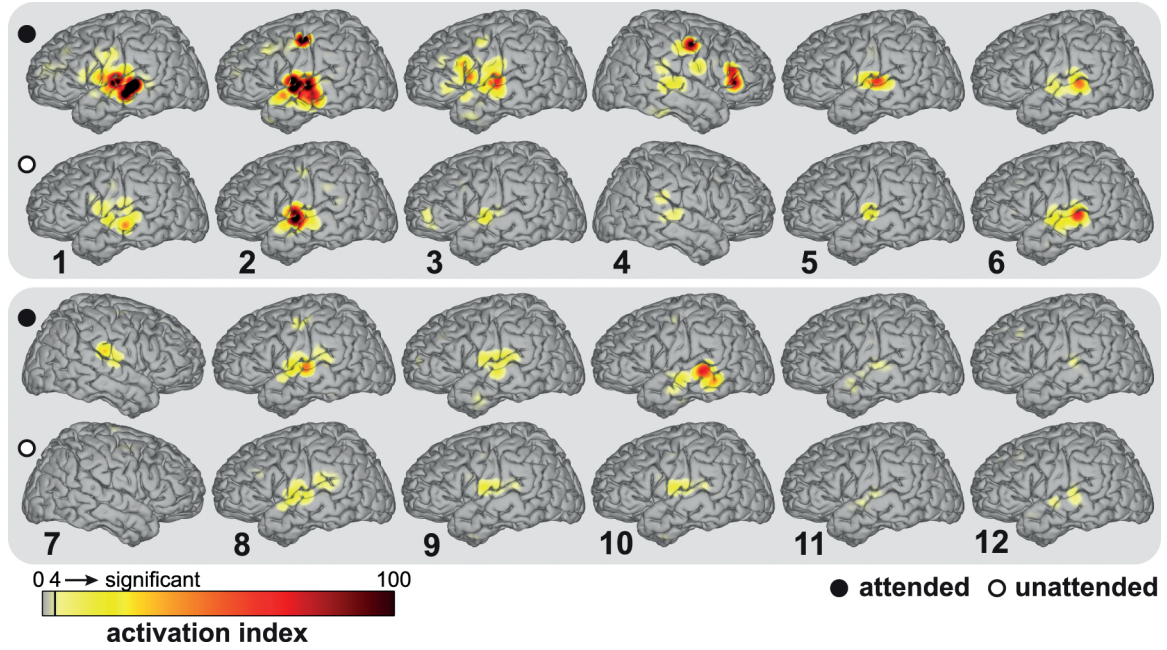 1 2 3 4 5 6
7 8 9 10 11 12
0 4 → significant 100
activation index
● attended ○ unattended